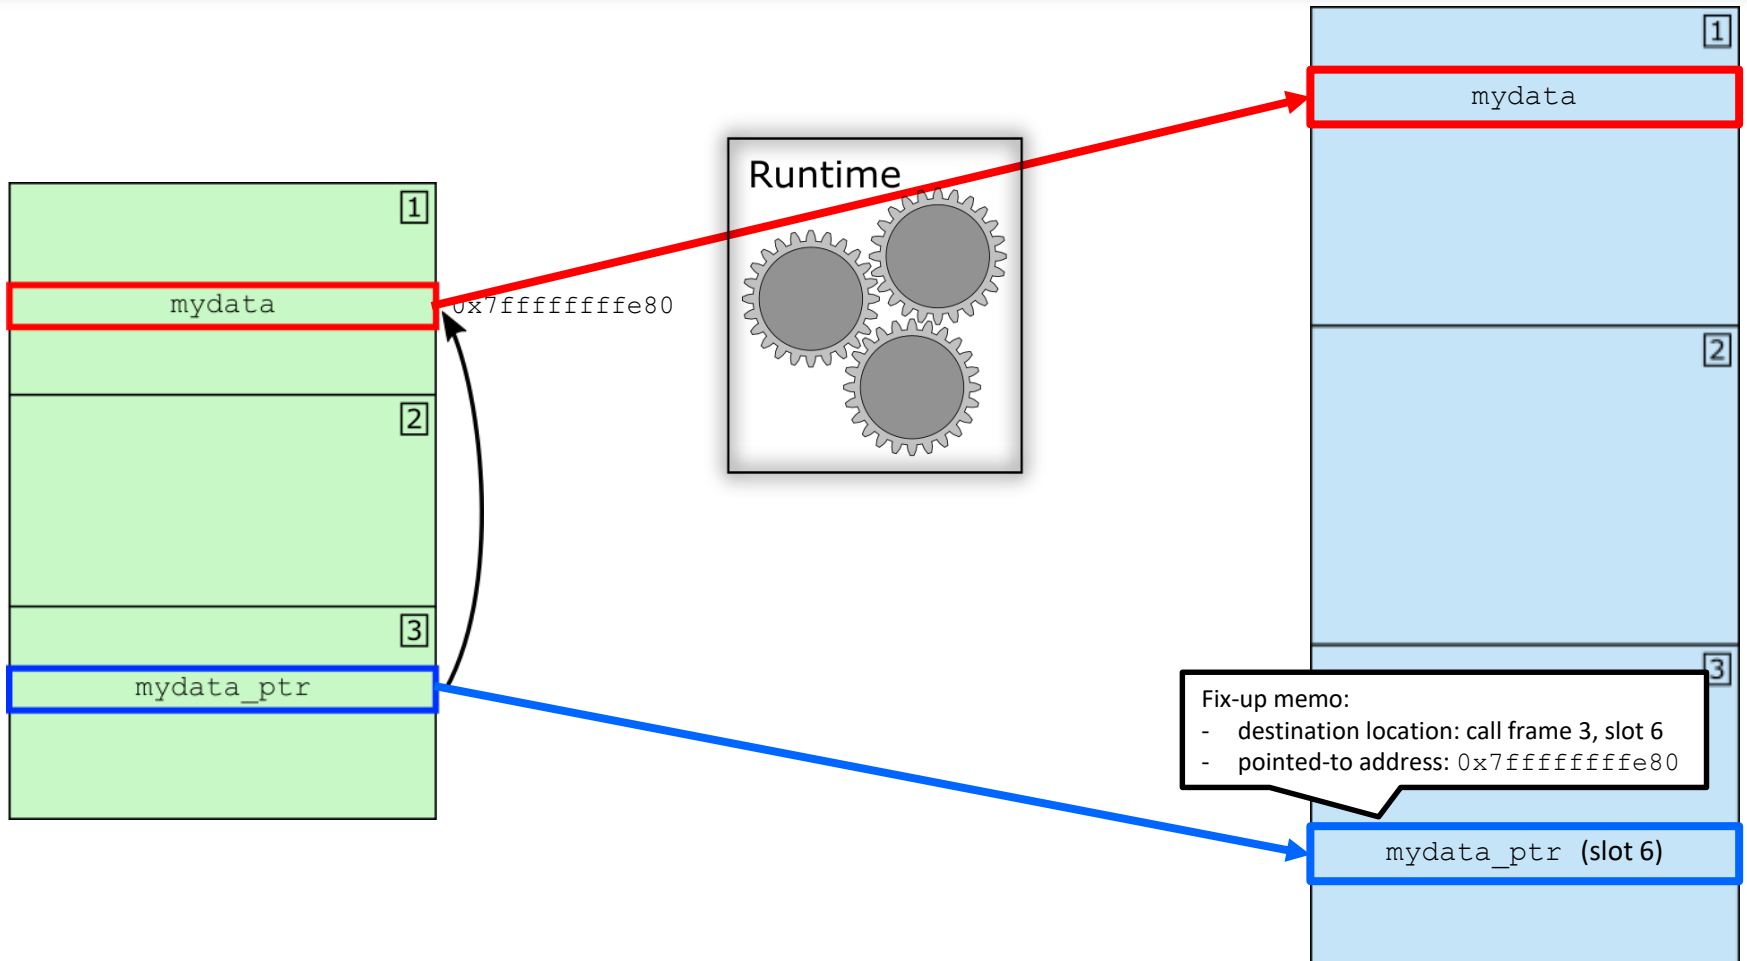 1
mydata
0x7ffffffffe80
2
3
mydata_ptr
Runtime
1
mydata
2
3
Fix-up memo:
- destination location: call frame 3, slot 6
- pointed-to address: 0x7ffffffffe80
mydata_ptr (slot 6)